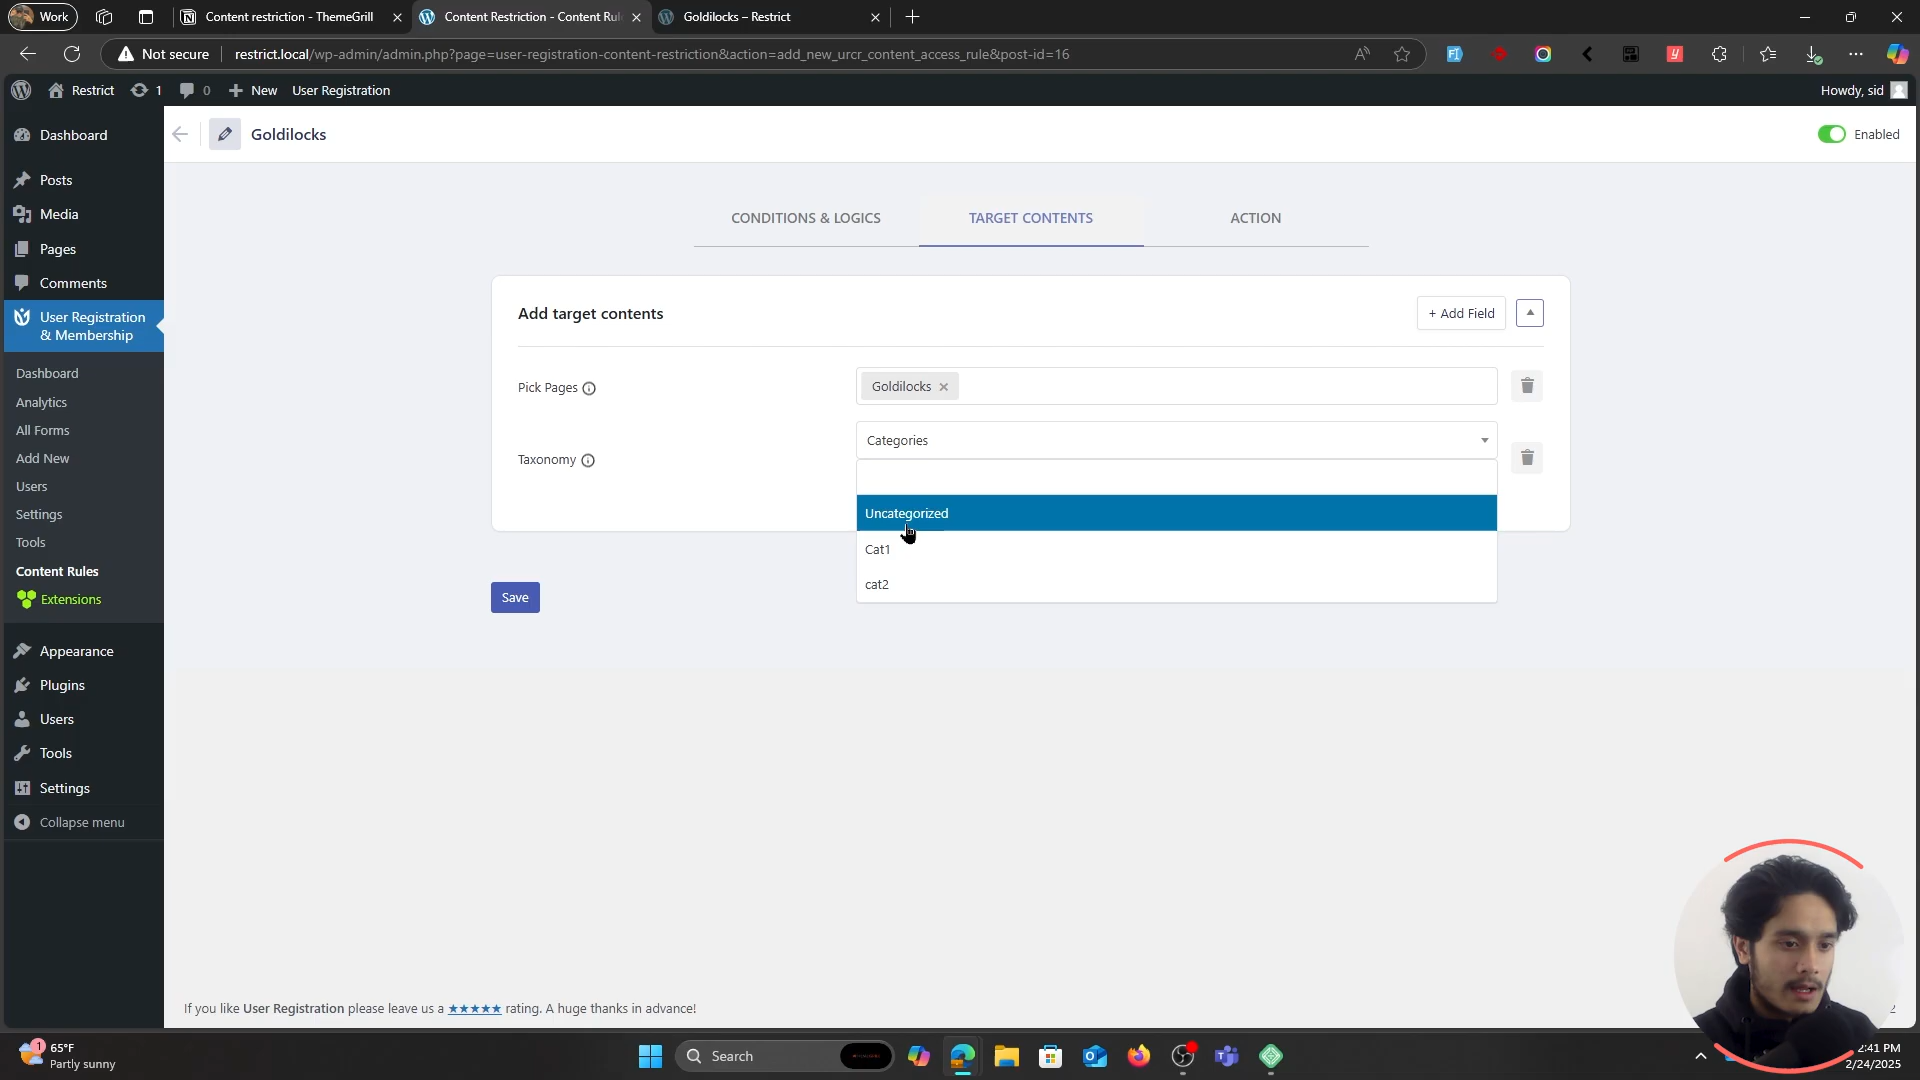 Work
Content restriction - ThemeGrill
Content Restriction - Content Rul
Goldilocks – Restrict
Not secure
restrict.local/wp-admin/admin.php?page=user-registration-content-restriction&action=add_new_urcr_content_access_rule&post-id=16
Restrict
1
0
New
User Registration
Howdy, sid
Dashboard
Posts
Media
Pages
Comments
User Registration
& Membership
Dashboard
Analytics
All Forms
Add New
Users
Settings
Tools
Content Rules
Extensions
Appearance
Plugins
Users
Tools
Settings
Collapse menu
Goldilocks
Enabled
CONDITIONS & LOGICS
TARGET CONTENTS
ACTION
Add target contents
+ Add Field
Pick Pages
Goldilocks
Taxonomy
Categories
Uncategorized
Cat1
cat2
Save
If you like User Registration please leave us a ★★★★★ rating. A huge thanks in advance!
1
65°F
Partly sunny
Search
2:41 PM
2/24/2025